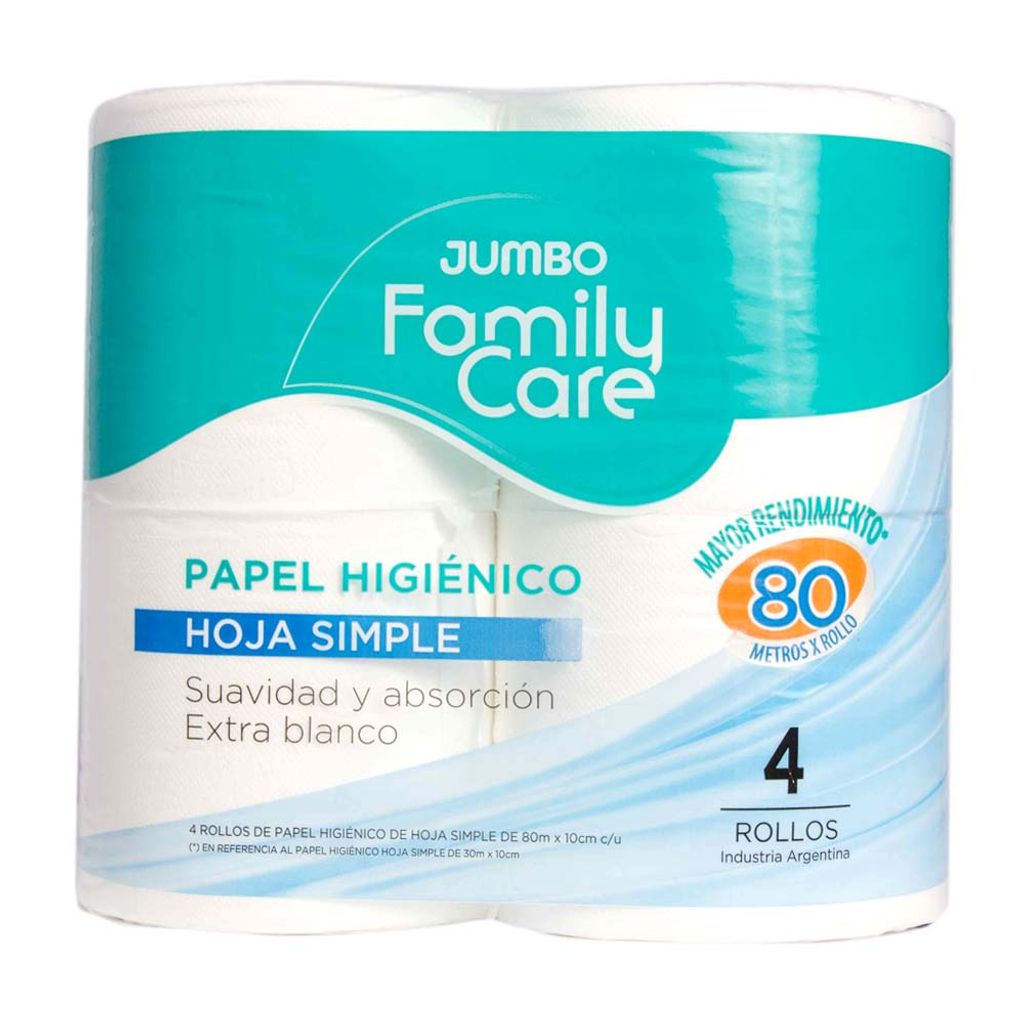 JUMBO
Family
Care
MAYOR RENDIMIENTO*
80
METROS X ROLLO
PAPEL HIGIÉNICO
HOJA SIMPLE
Suavidad y absorción
Extra blanco
4
ROLLOS
Industria Argentina
4 ROLLOS DE PAPEL HIGIÉNICO DE HOJA SIMPLE DE 80m x 10cm c/u
(*) EN REFERENCIA AL PAPEL HIGIÉNICO HOJA SIMPLE DE 30m x 10cm